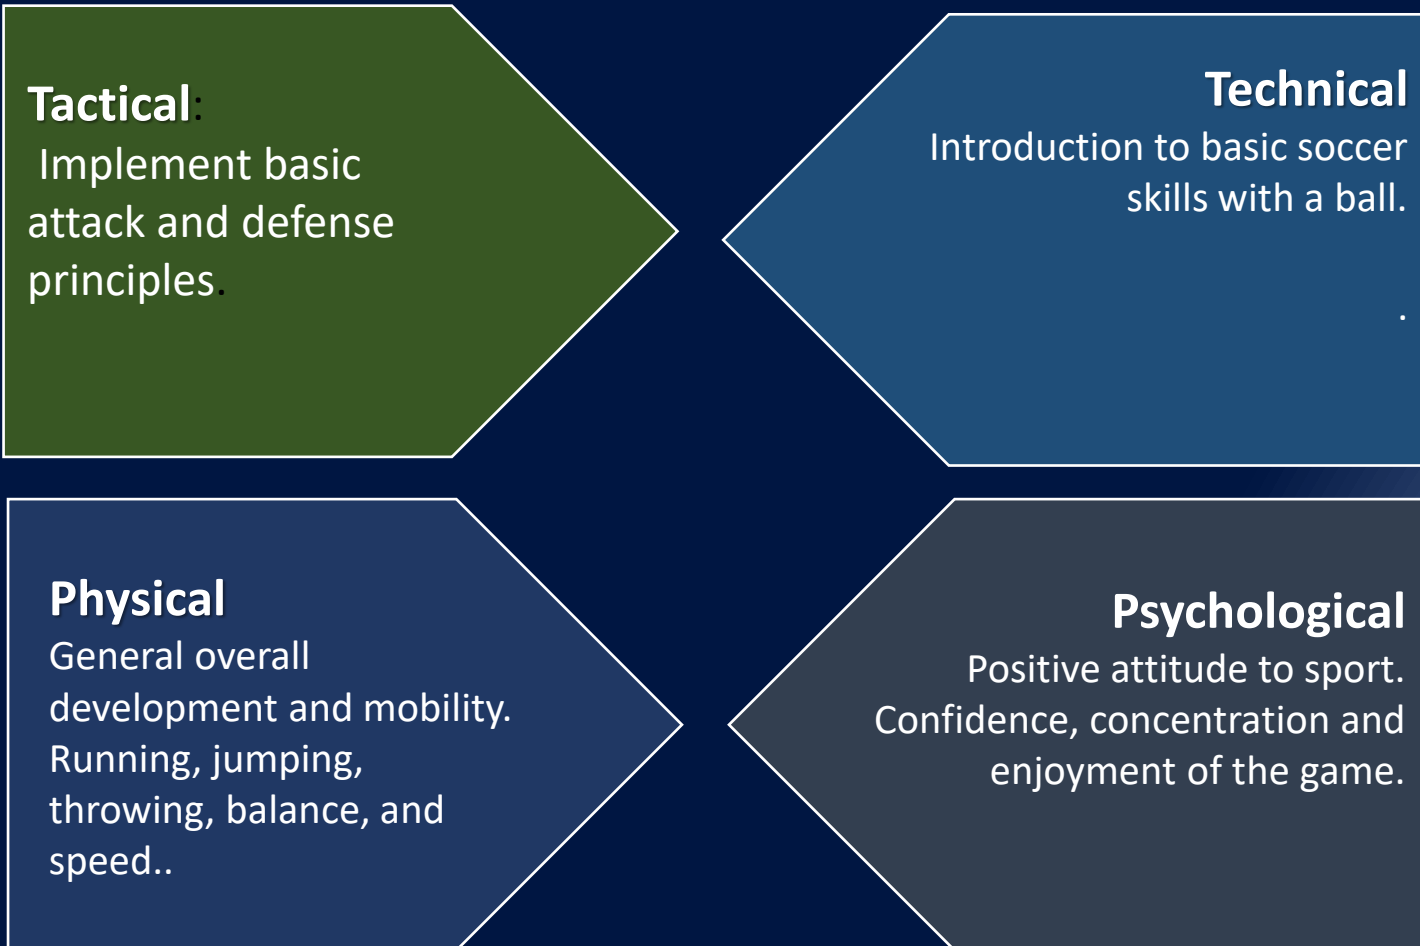 Tactical:
Implement basic
attack and defense
principles.
Technical
Introduction to basic soccer
skills with a ball.
.
Physical
General overall
development and mobility.
Running, jumping,
throwing, balance, and
speed..
Psychological
Positive attitude to sport.
Confidence, concentration and
enjoyment of the game.